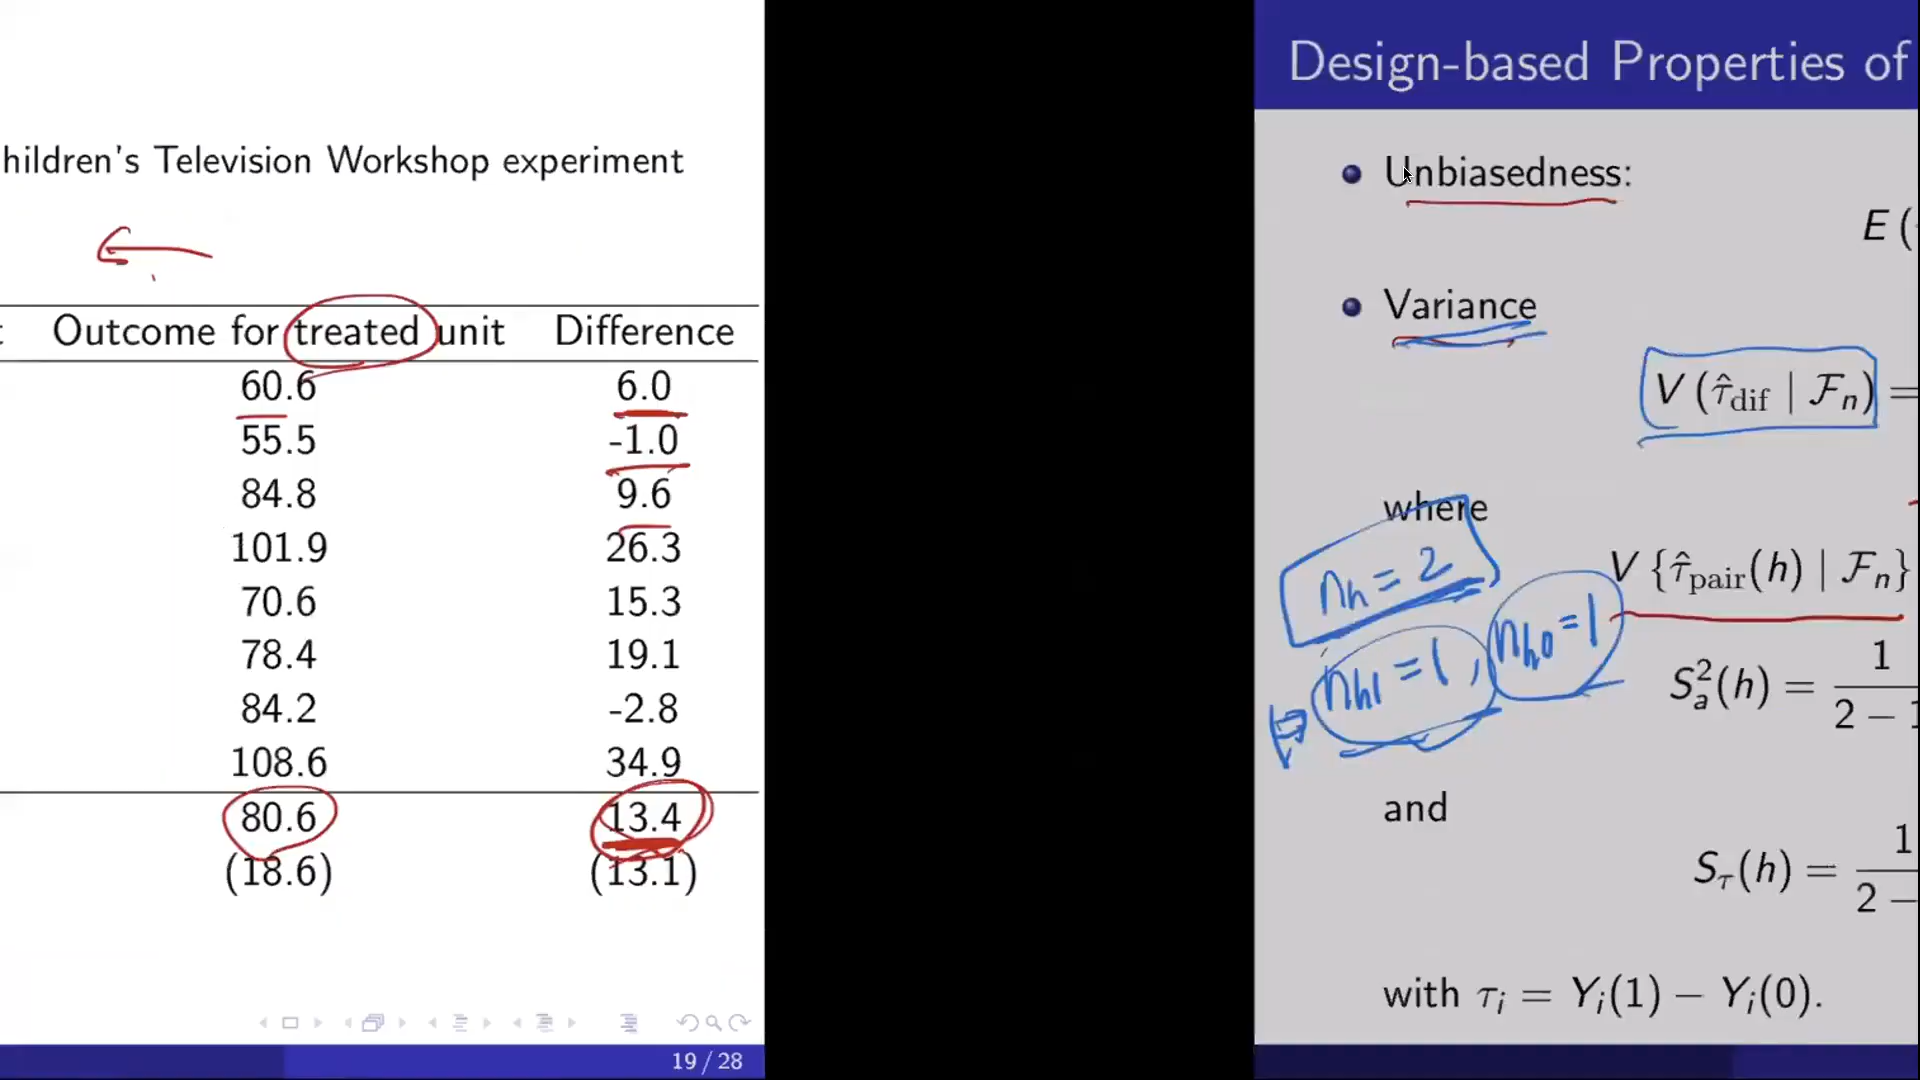 hildren's Television Workshop experiment
Outcome for treated unit Difference
60.6 6.0
55.5 -1.0
84.8 9.6
101.9 26.3
70.6 15.3
78.4 19.1
84.2 -2.8
108.6 34.9
80.6 13.4
(18.6) (13.1)
19 / 28
Design-based Properties of
Unbiasedness:
E (
Variance
V (τ̂dif | ℱn) =
where
nh = 2
V {τ̂pair(h) | ℱn}
nh1 = 1, nh0 = 1
S²a(h) = 1 / 2 − 1
and
Sτ(h) = 1 / 2 −
with τi = Yi(1) − Yi(0).